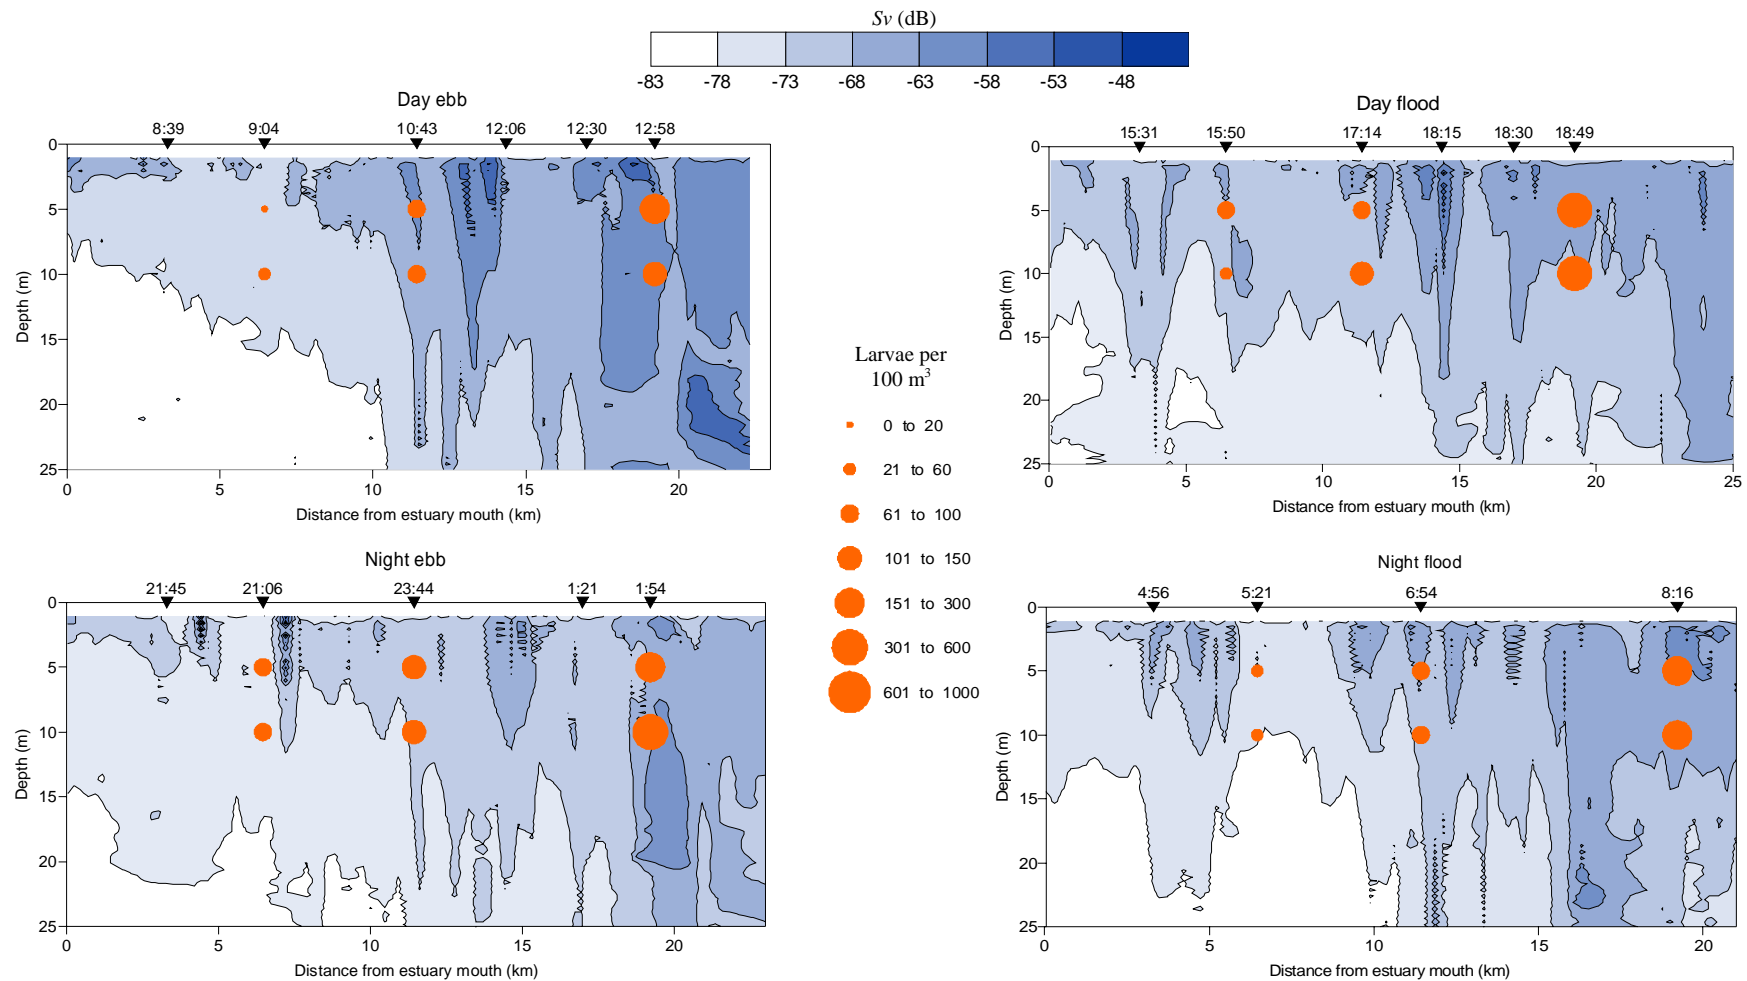 Sv (dB)
-83 -78 -73 -68 -63 -58 -53 -48
Day ebb
8:39 9:04 10:43 12:06 12:30 12:58
0
5
10
15
20
25
Depth (m)
0 5 10 15 20
Distance from estuary mouth (km)
Day flood
15:31 15:50 17:14 18:15 18:30 18:49
0
5
10
15
20
25
Depth (m)
0 5 10 15 20 25
Distance from estuary mouth (km)
Larvae per
100 m³
0 to 20
21 to 60
61 to 100
101 to 150
151 to 300
301 to 600
601 to 1000
Night ebb
21:45 21:06 23:44 1:21 1:54
0
5
10
15
20
25
Depth (m)
0 5 10 15 20
Distance from estuary mouth (km)
Night flood
4:56 5:21 6:54 8:16
0
5
10
15
20
25
Depth (m)
0 5 10 15 20
Distance from estuary mouth (km)